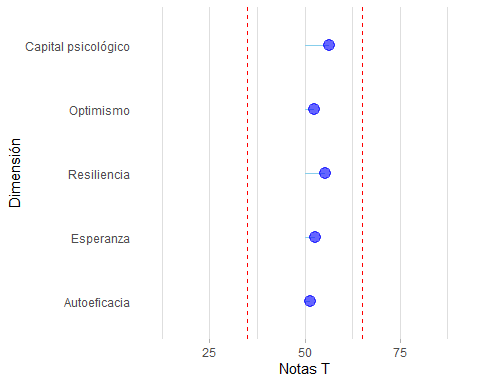 Capital psicológico
Optimismo
Resiliencia
Esperanza
Autoeficacia
Dimensión
25 50 75
Notas T